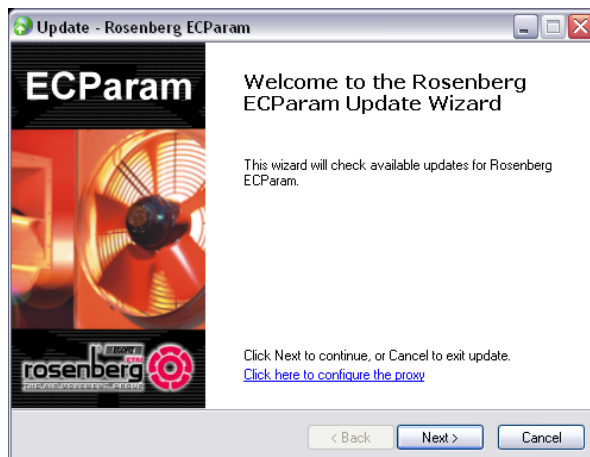 Update - Rosenberg ECParam
ECParam
Welcome to the Rosenberg
ECParam Update Wizard
This wizard will check available updates for Rosenberg
ECParam.
rosenberg
Click Next to continue, or Cancel to exit update.
Click here to configure the proxy
< Back
Next >
Cancel